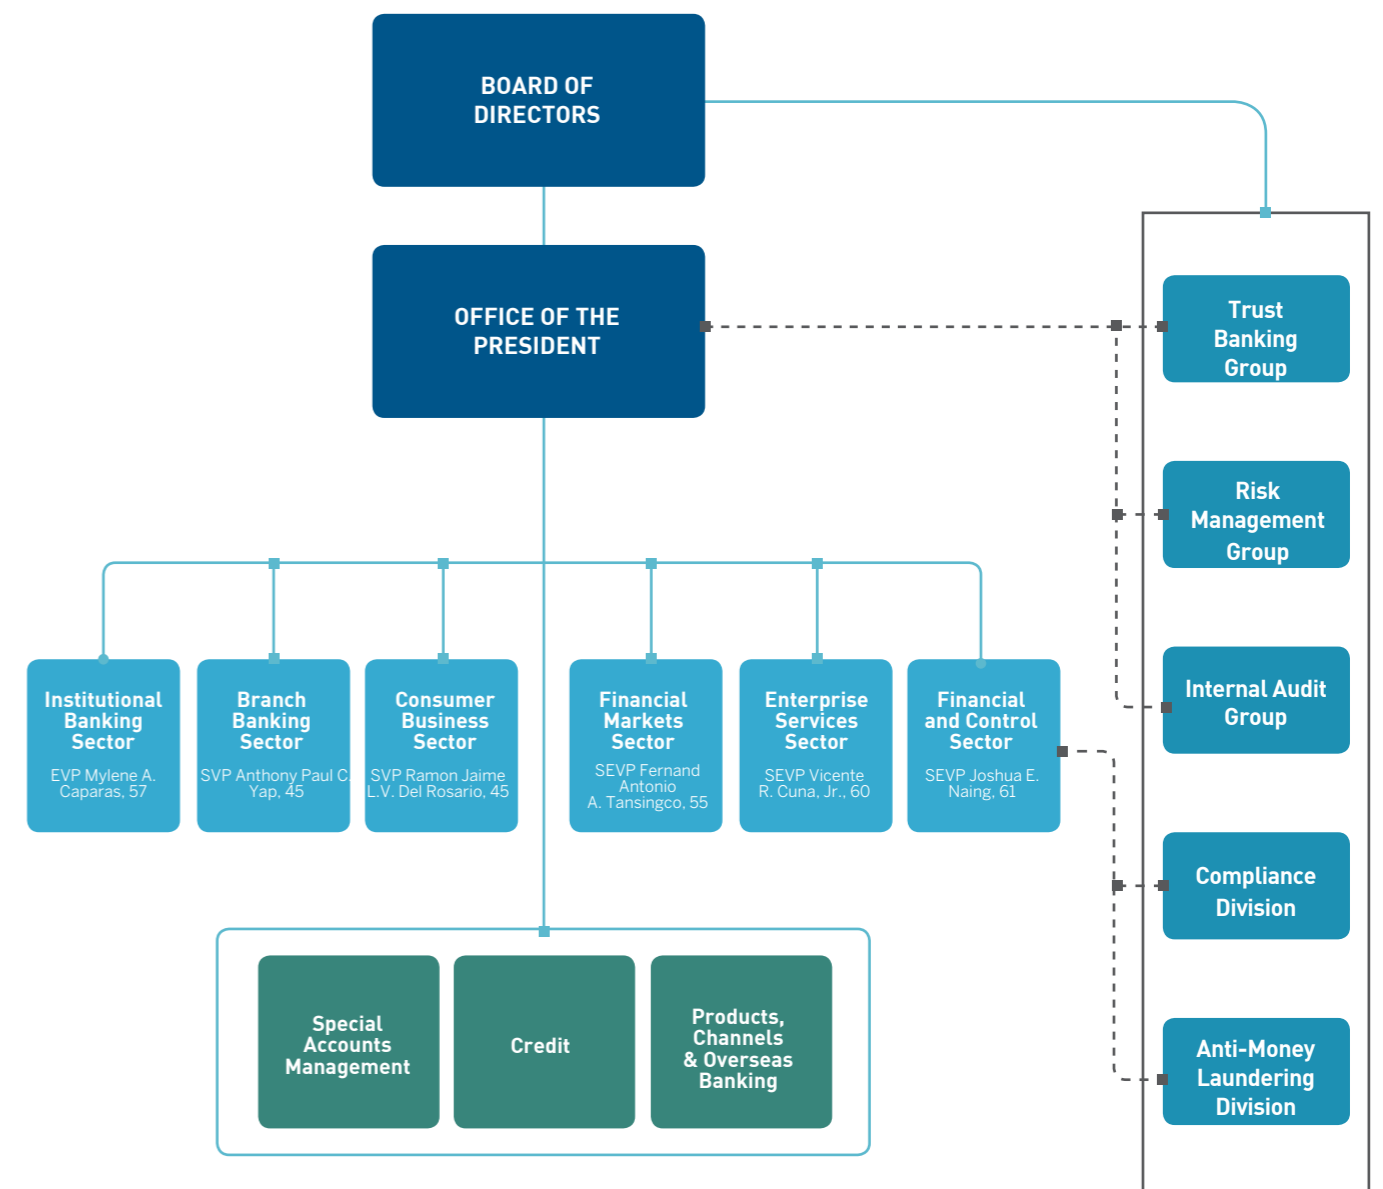 BOARD OF
DIRECTORS
OFFICE OF THE
PRESIDENT
Trust
Banking
Group
Risk
Management
Group
Internal Audit
Group
Compliance
Division
Anti-Money
Laundering
Division
Institutional
Banking
Sector
EVP Mylene A.
Caparas, 57
Branch
Banking
Sector
SVP Anthony Paul C.
Yap, 45
Consumer
Business
Sector
SVP Ramon Jaime
L.V. Del Rosario, 45
Financial
Markets
Sector
SEVP Fernand
Antonio
A. Tansingco, 55
Enterprise
Services
Sector
SEVP Vicente
R. Cuna, Jr., 60
Financial
and Control
Sector
SEVP Joshua E.
Naing, 61
Special
Accounts
Management
Credit
Products,
Channels
& Overseas
Banking